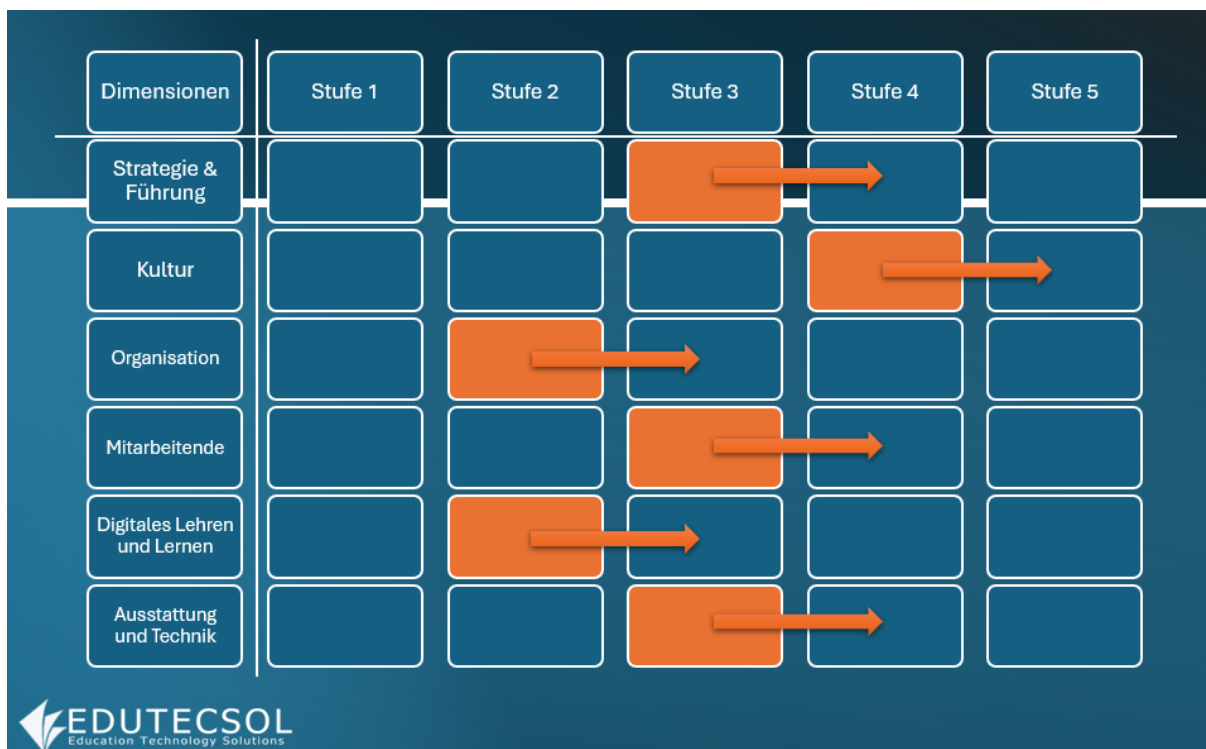 Dimensionen
Stufe 1
Stufe 2
Stufe 3
Stufe 4
Stufe 5
Strategie &
Führung
Kultur
Organisation
Mitarbeitende
Digitales Lehren
und Lernen
Ausstattung
und Technik
EDUTECSOL
Education Technology Solutions